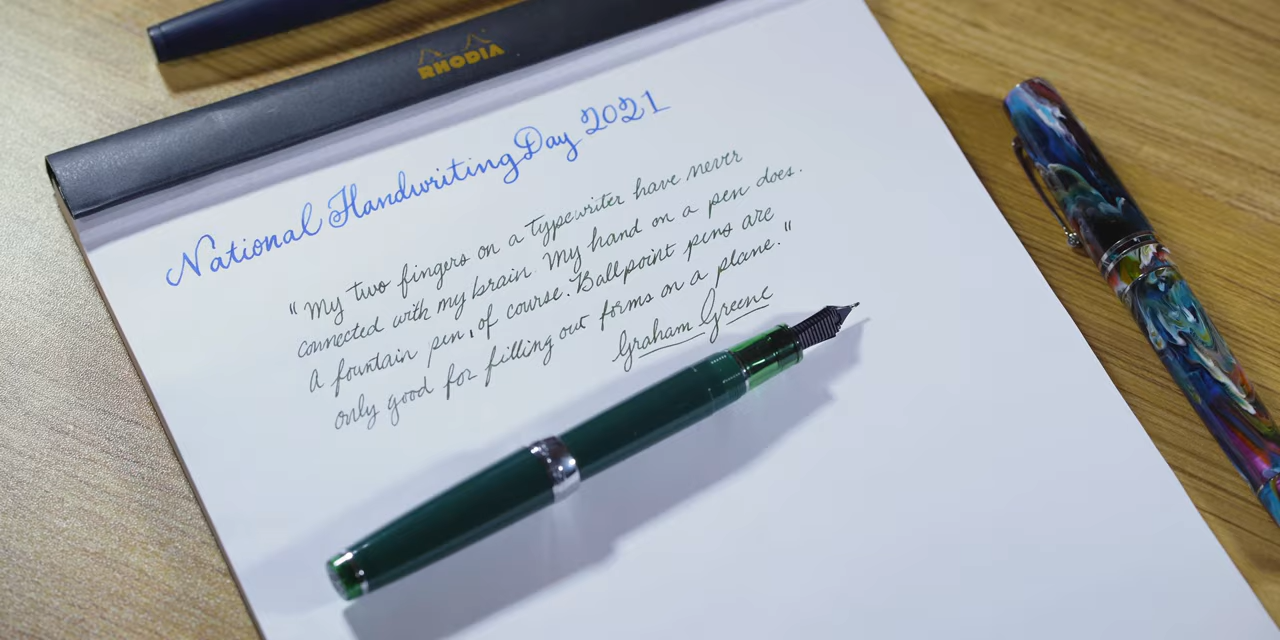 RHODIA
National Handwriting Day 2021
"My two fingers on a typewriter have never
connected with my brain. My hand on a pen does.
A fountain pen, of course. Ballpoint pens are
only good for filling out forms on a plane."
Graham Greene